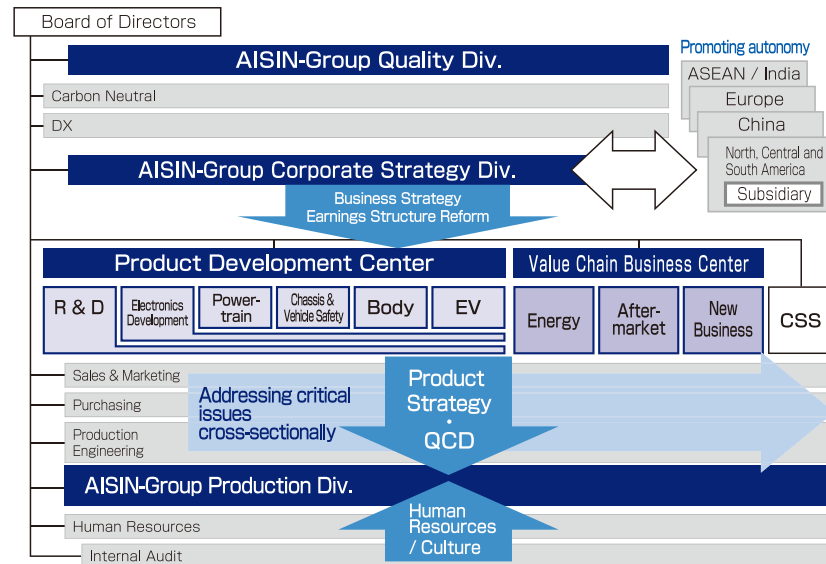 Board of Directors
AISIN-Group Quality Div.
Carbon Neutral
DX
Promoting autonomy
ASEAN / India
Europe
China
North, Central and
South America
Subsidiary
AISIN-Group Corporate Strategy Div.
Business Strategy
Earnings Structure Reform
Product Development Center
Value Chain Business Center
R & D
Electronics
Development
Power-
train
Chassis &
Vehicle Safety
Body
EV
Energy
After-
market
New
Business
CSS
Sales & Marketing
Purchasing
Production
Engineering
Addressing critical
issues
cross-sectionally
Product
Strategy
・
QCD
AISIN-Group Production Div.
Human Resources
Internal Audit
Human
Resources
/ Culture